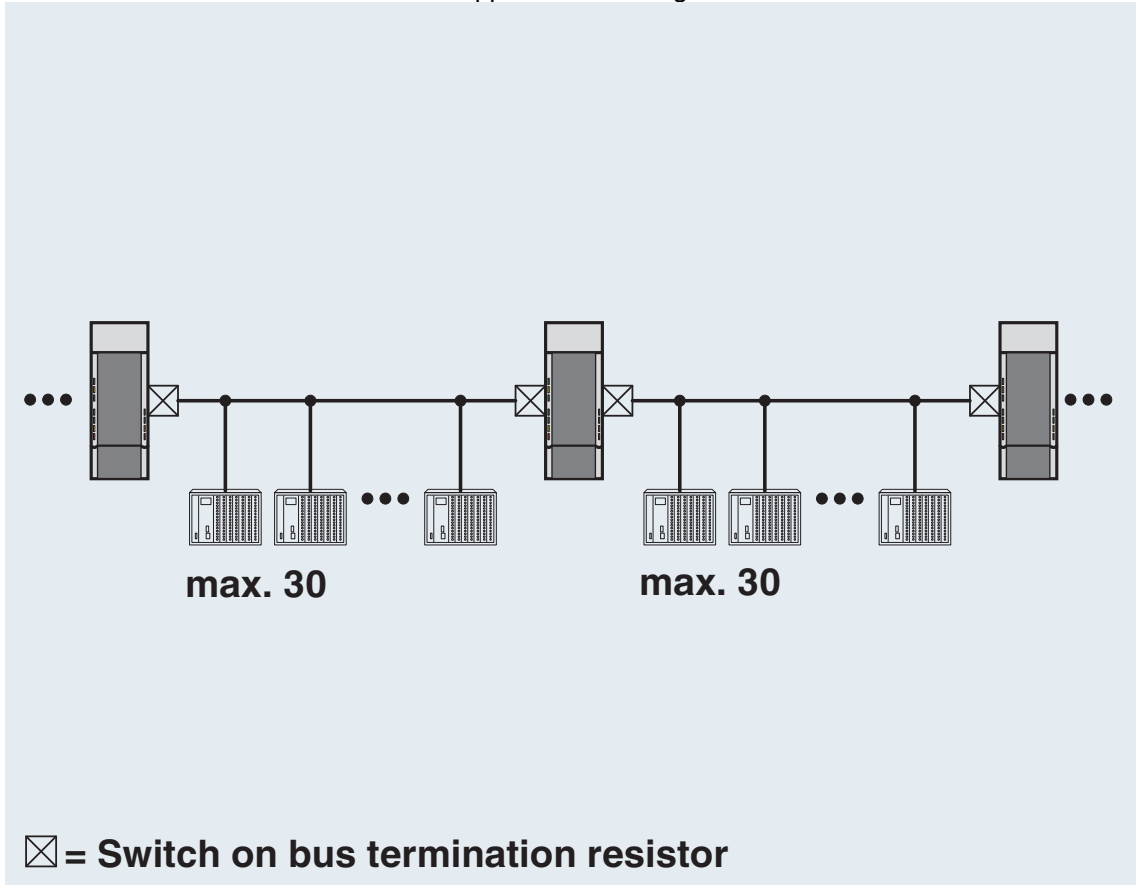 max. 30
max. 30
= Switch on bus termination resistor